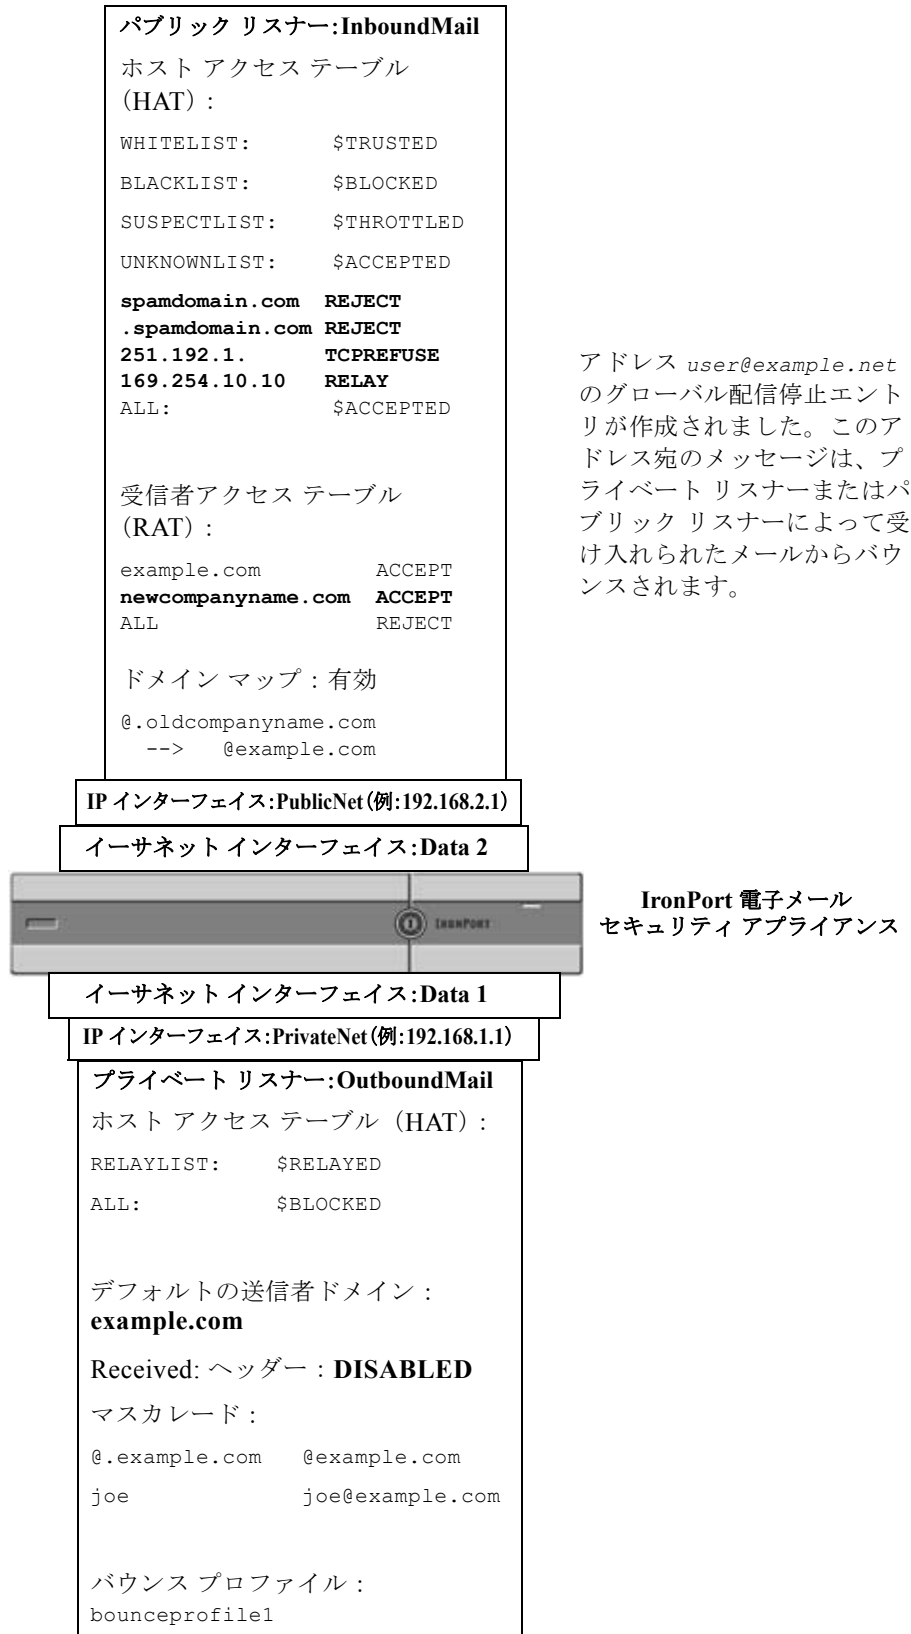 パブリック リスナー:InboundMail
ホスト アクセス テーブル
（HAT）:
WHITELIST: $TRUSTED
BLACKLIST: $BLOCKED
SUSPECTLIST: $THROTTLED
UNKNOWNLIST: $ACCEPTED
spamdomain.com REJECT
.spamdomain.com REJECT
251.192.1. TCPREFUSE
169.254.10.10 RELAY
ALL: $ACCEPTED
受信者アクセス テーブル
（RAT）:
example.com ACCEPT
newcompanyname.com ACCEPT
ALL REJECT
ドメイン マップ：有効
@.oldcompanyname.com
--> @example.com
アドレス user@example.net
のグローバル配信停止エント
リが作成されました。このア
ドレス宛のメッセージは、プ
ライベート リスナーまたはパ
ブリック リスナーによって受
け入れられたメールからバウ
ンスされます。
IP インターフェイス:PublicNet（例:192.168.2.1）
イーサネット インターフェイス:Data 2
IRONPORT
IronPort 電子メール
セキュリティ アプライアンス
イーサネット インターフェイス:Data 1
IP インターフェイス:PrivateNet（例:192.168.1.1）
プライベート リスナー:OutboundMail
ホスト アクセス テーブル（HAT）:
RELAYLIST: $RELAYED
ALL: $BLOCKED
デフォルトの送信者ドメイン：
example.com
Received: ヘッダー：DISABLED
マスカレード：
@.example.com @example.com
joe joe@example.com
バウンス プロファイル：
bounceprofile1